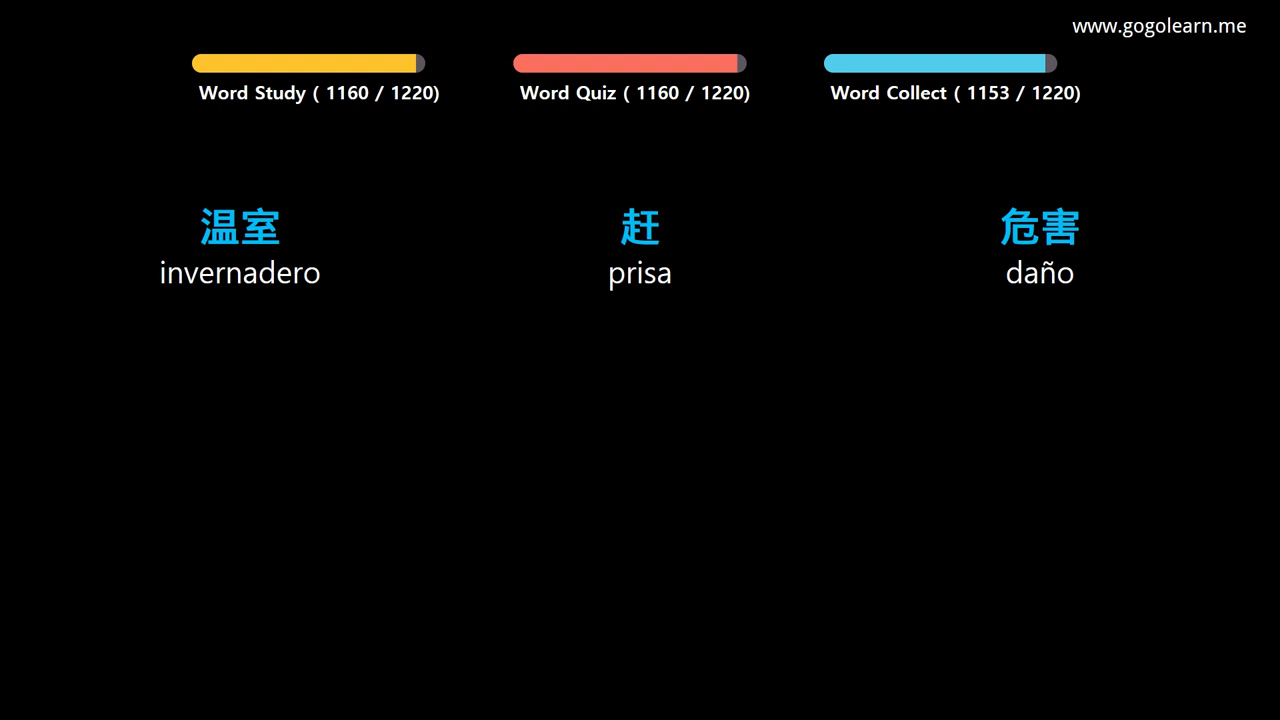 www.gogolearn.me
Word Study ( 1160 / 1220)
Word Quiz ( 1160 / 1220)
Word Collect ( 1153 / 1220)
温室
invernadero
赶
prisa
危害
daño